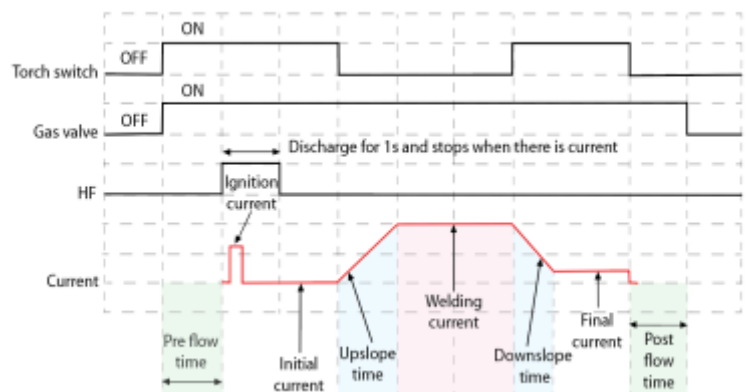 ON
OFF
Torch switch
ON
OFF
Gas valve
Discharge for 1s and stops when there is current
HF
Ignition
current
Current
Pre flow
time
Initial
current
Upslope
time
Welding
current
Downslope
time
Final
current
Post
flow
time